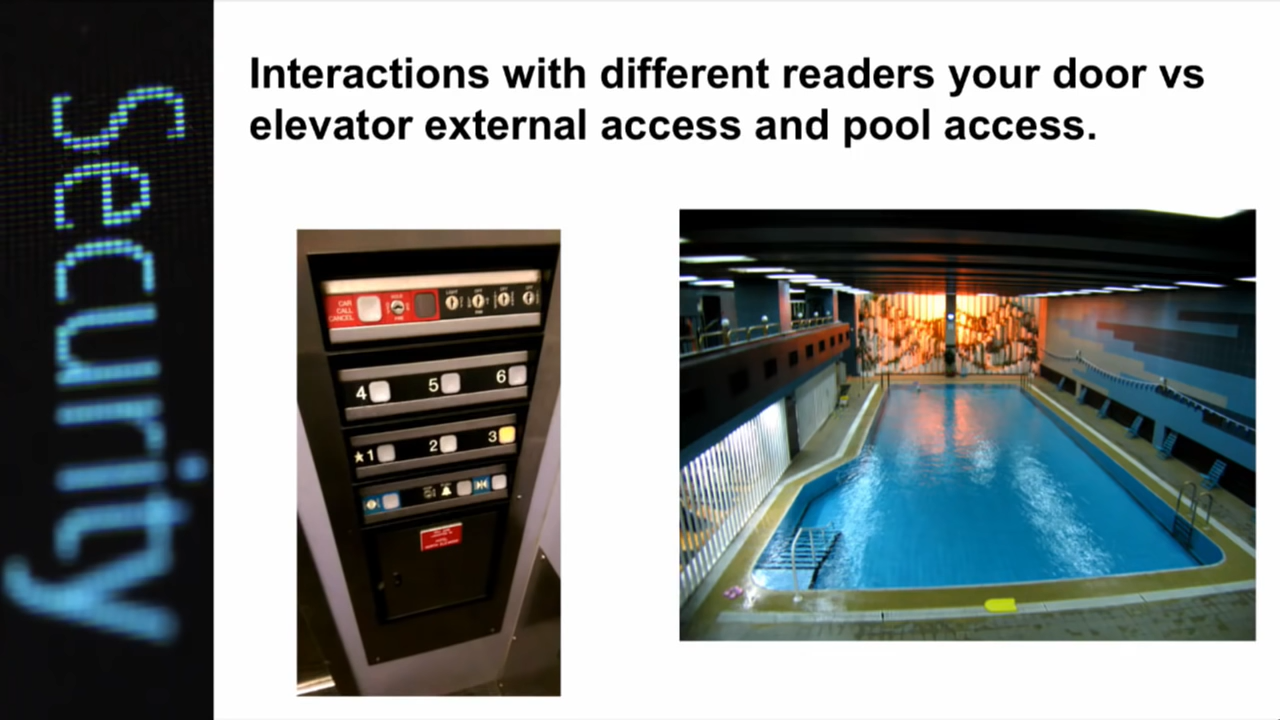 Security
Interactions with different readers your door vs
elevator external access and pool access.
CAR
CALL
CANCEL
4 5 6
★1 2 3